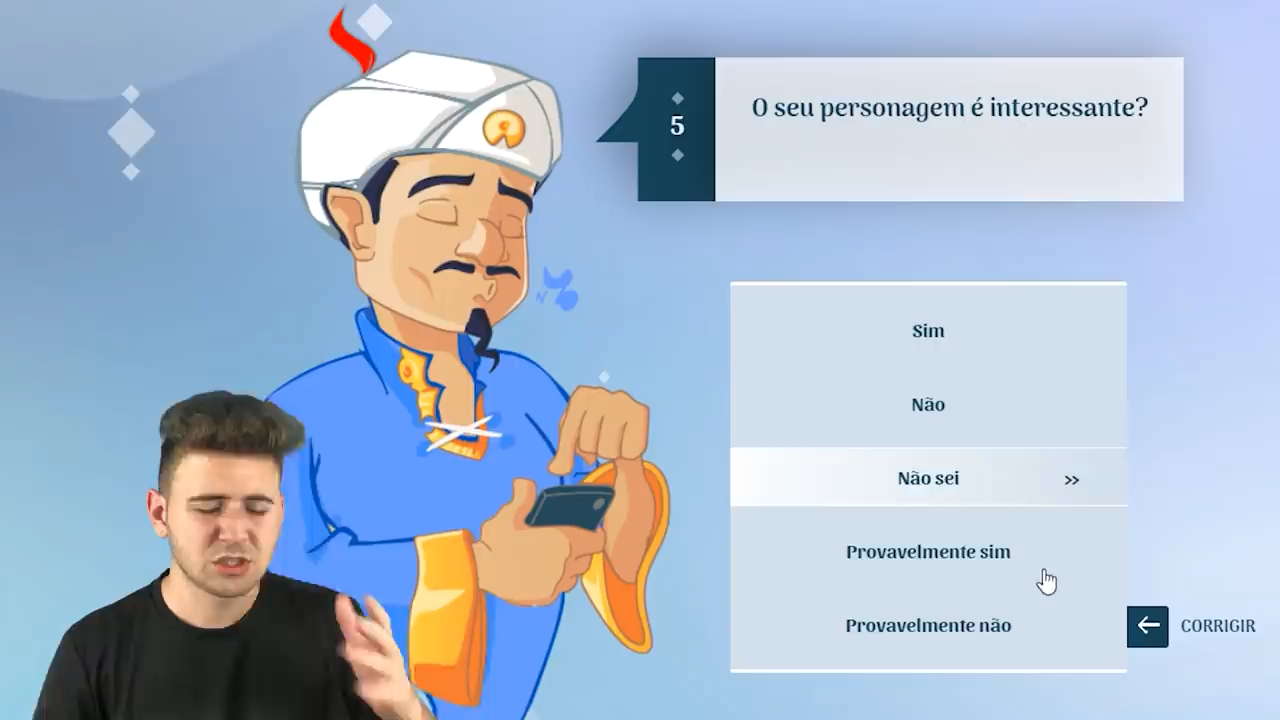 5
O seu personagem é interessante?
Sim
Não
Não sei
Provavelmente sim
Provavelmente não
CORRIGIR